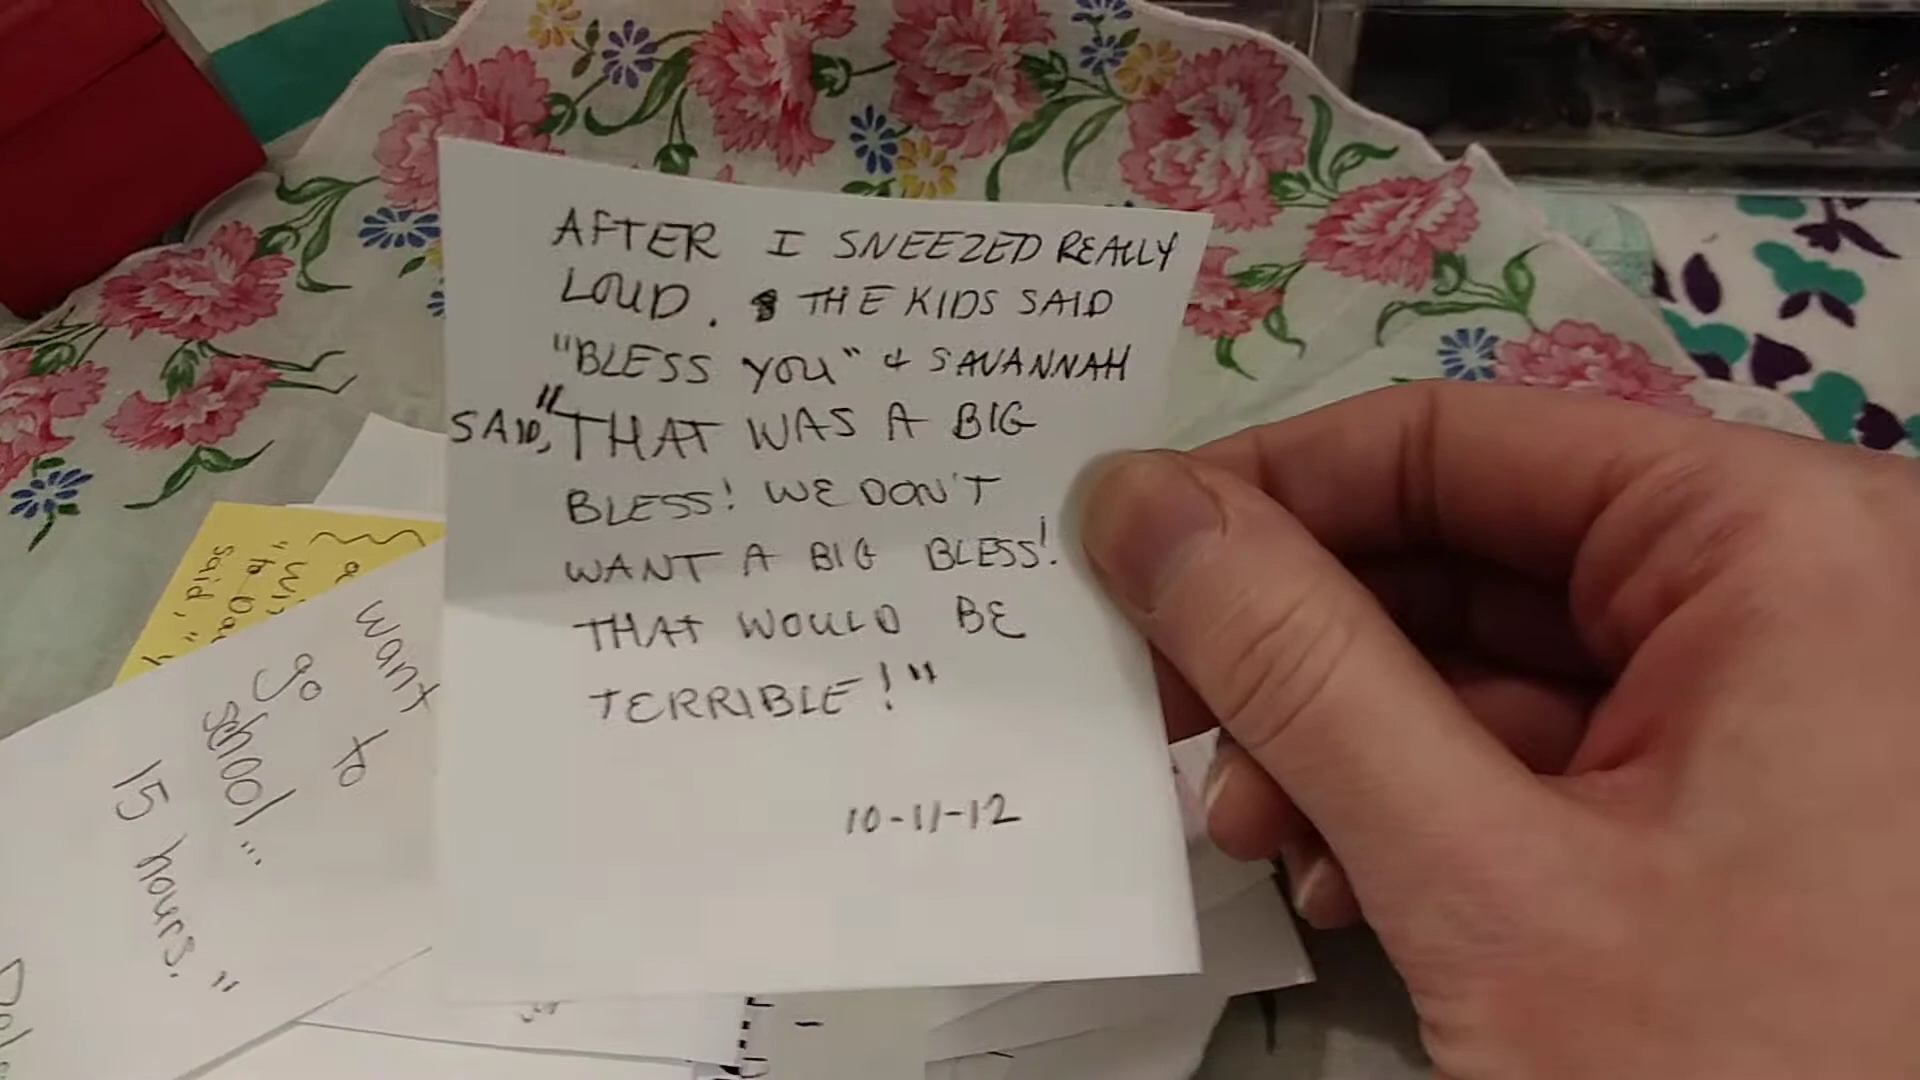 AFTER I SNEEZED REALLY
LOUD. THE KIDS SAID
"BLESS YOU" & SAVANNAH
SAID, "THAT WAS A BIG
BLESS! WE DON'T
WANT A BIG BLESS!
THAT WOULD BE
TERRIBLE!"
10-11-12
want to
go
school...
15 hours."
said, "